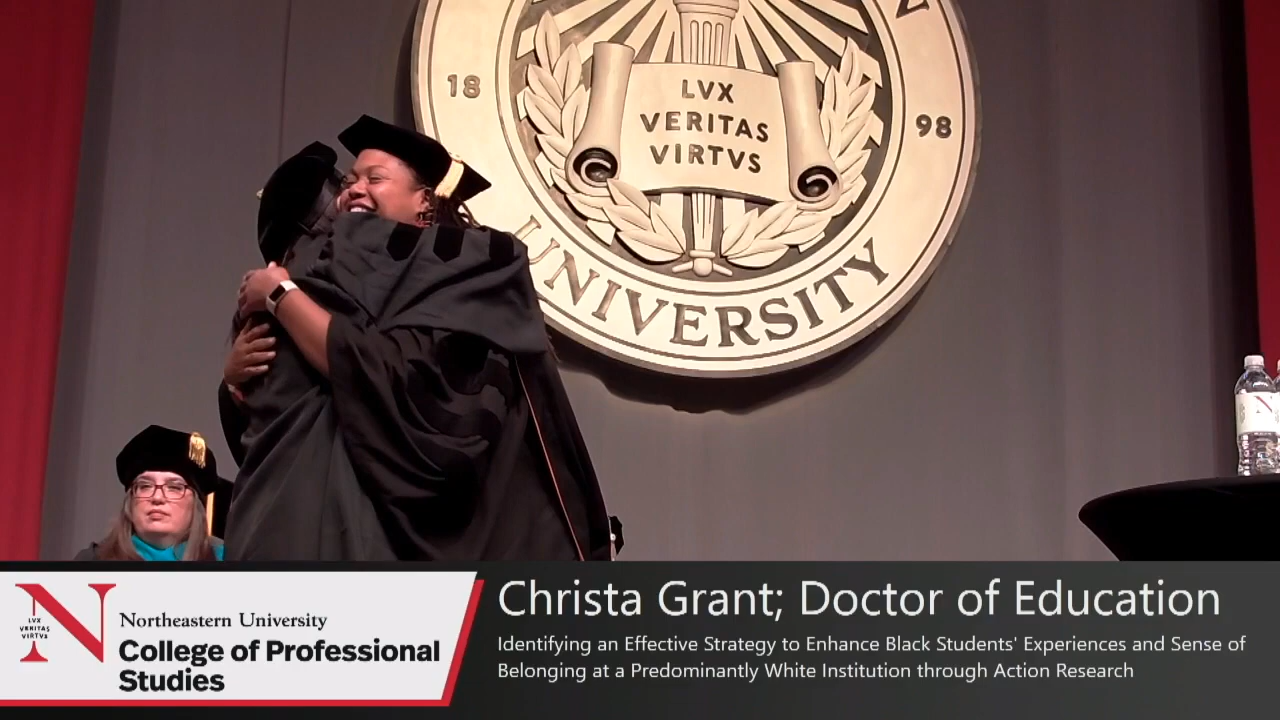 18
98
LVX
VERITAS
VIRTVS
UNIVERSITY
N
LVX
VERITAS
VIRTVS
Northeastern University
College of Professional
Studies
Christa Grant; Doctor of Education
Identifying an Effective Strategy to Enhance Black Students' Experiences and Sense of
Belonging at a Predominantly White Institution through Action Research